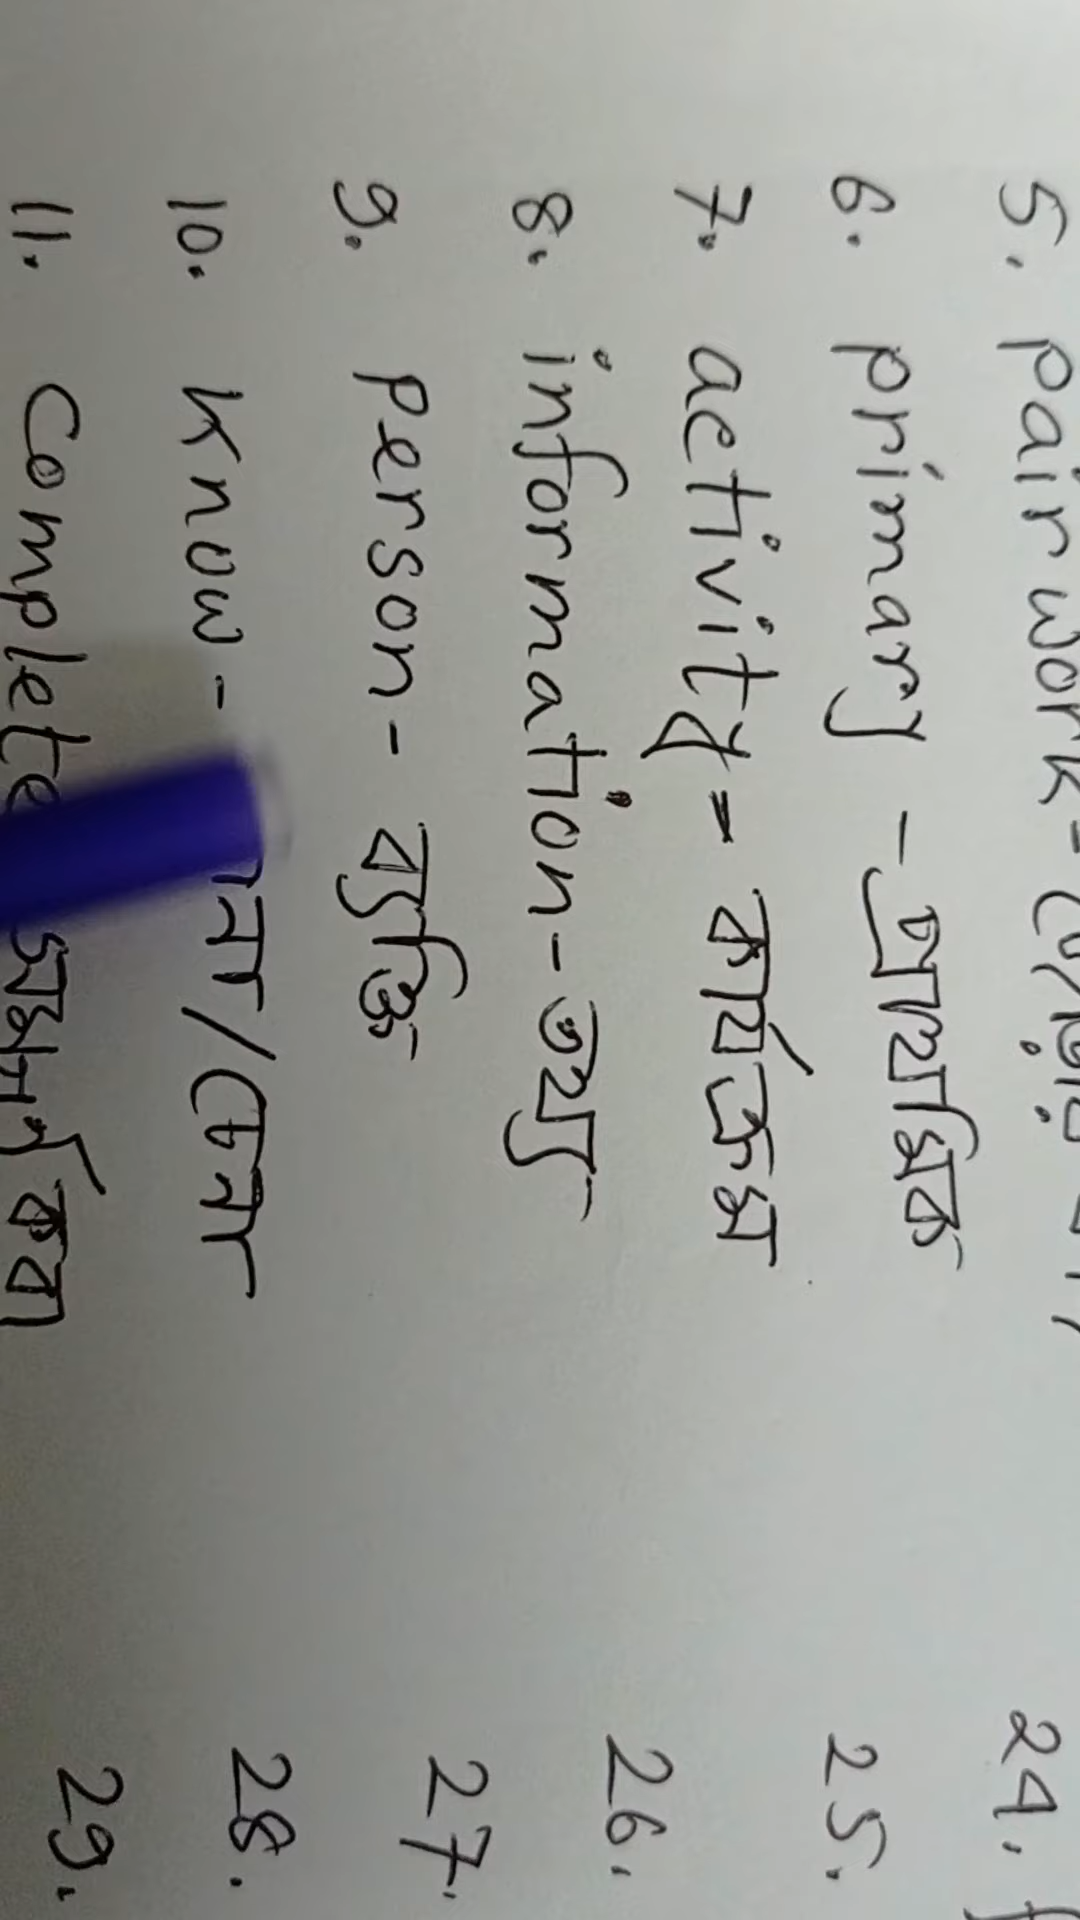 5. pair work -
6. primary - প্রাথমিক
7. activity = কার্যক্রম
8. information - তথ্য
9. person - ব্যক্তি
10. Know - /চেনা
11. Complete সম্পূর্ণ করা
24.
25.
26.
27.
28.
29.